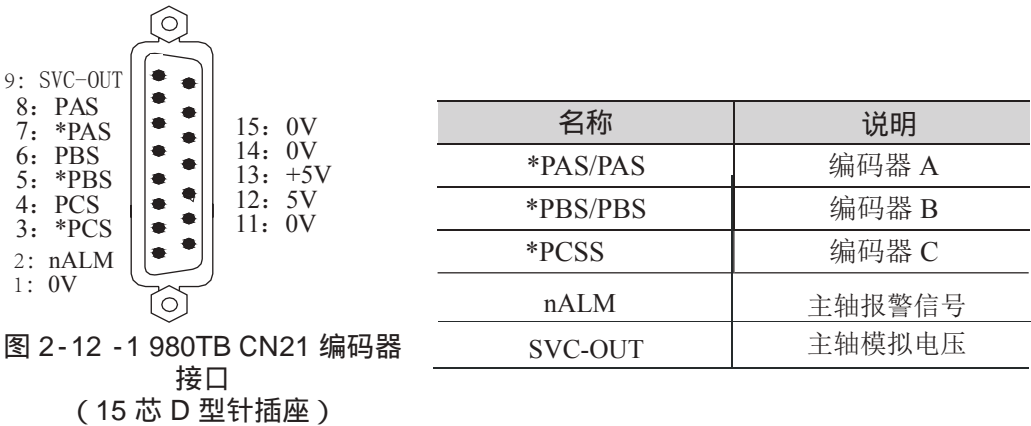 9: SVC-OUT
8: PAS
7: *PAS
6: PBS
5: *PBS
4: PCS
3: *PCS
2: nALM
1: 0V
15: 0V
14: 0V
13: +5V
12: 5V
11: 0V
图 2-12 -1 980TB CN21 编码器
接口
（15 芯 D 型针插座）
名称 说明
*PAS/PAS 编码器 A
*PBS/PBS 编码器 B
*PCSS 编码器 C
nALM 主轴报警信号
SVC-OUT 主轴模拟电压